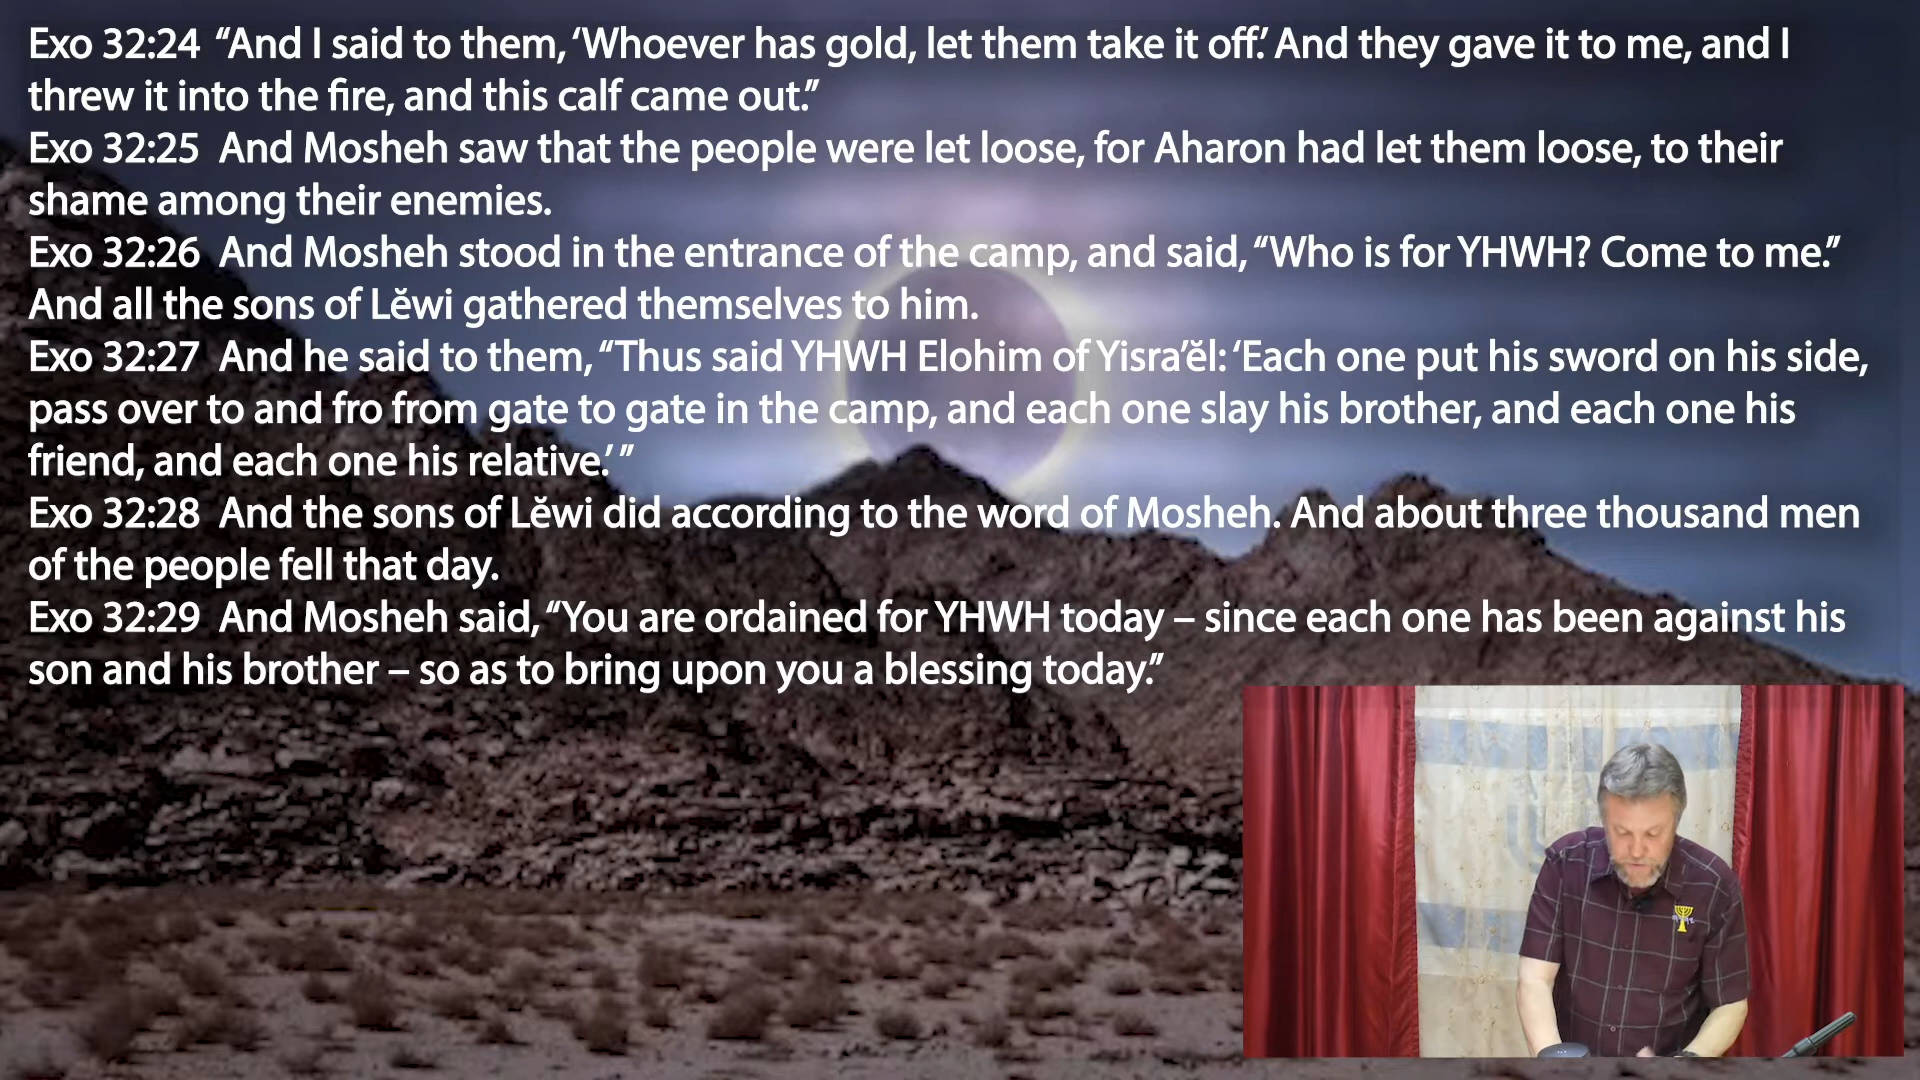 Exo 32:24  “And I said to them, ‘Whoever has gold, let them take it off.’ And they gave it to me, and I
threw it into the fire, and this calf came out.”
Exo 32:25  And Mosheh saw that the people were let loose, for Aharon had let them loose, to their
shame among their enemies.
Exo 32:26  And Mosheh stood in the entrance of the camp, and said, “Who is for YHWH? Come to me.”
And all the sons of Lĕwi gathered themselves to him.
Exo 32:27  And he said to them, “Thus said YHWH Elohim of Yisra’ĕl: ‘Each one put his sword on his side,
pass over to and fro from gate to gate in the camp, and each one slay his brother, and each one his
friend, and each one his relative.’ ”
Exo 32:28  And the sons of Lĕwi did according to the word of Mosheh. And about three thousand men
of the people fell that day.
Exo 32:29  And Mosheh said, “You are ordained for YHWH today – since each one has been against his
son and his brother – so as to bring upon you a blessing today.”